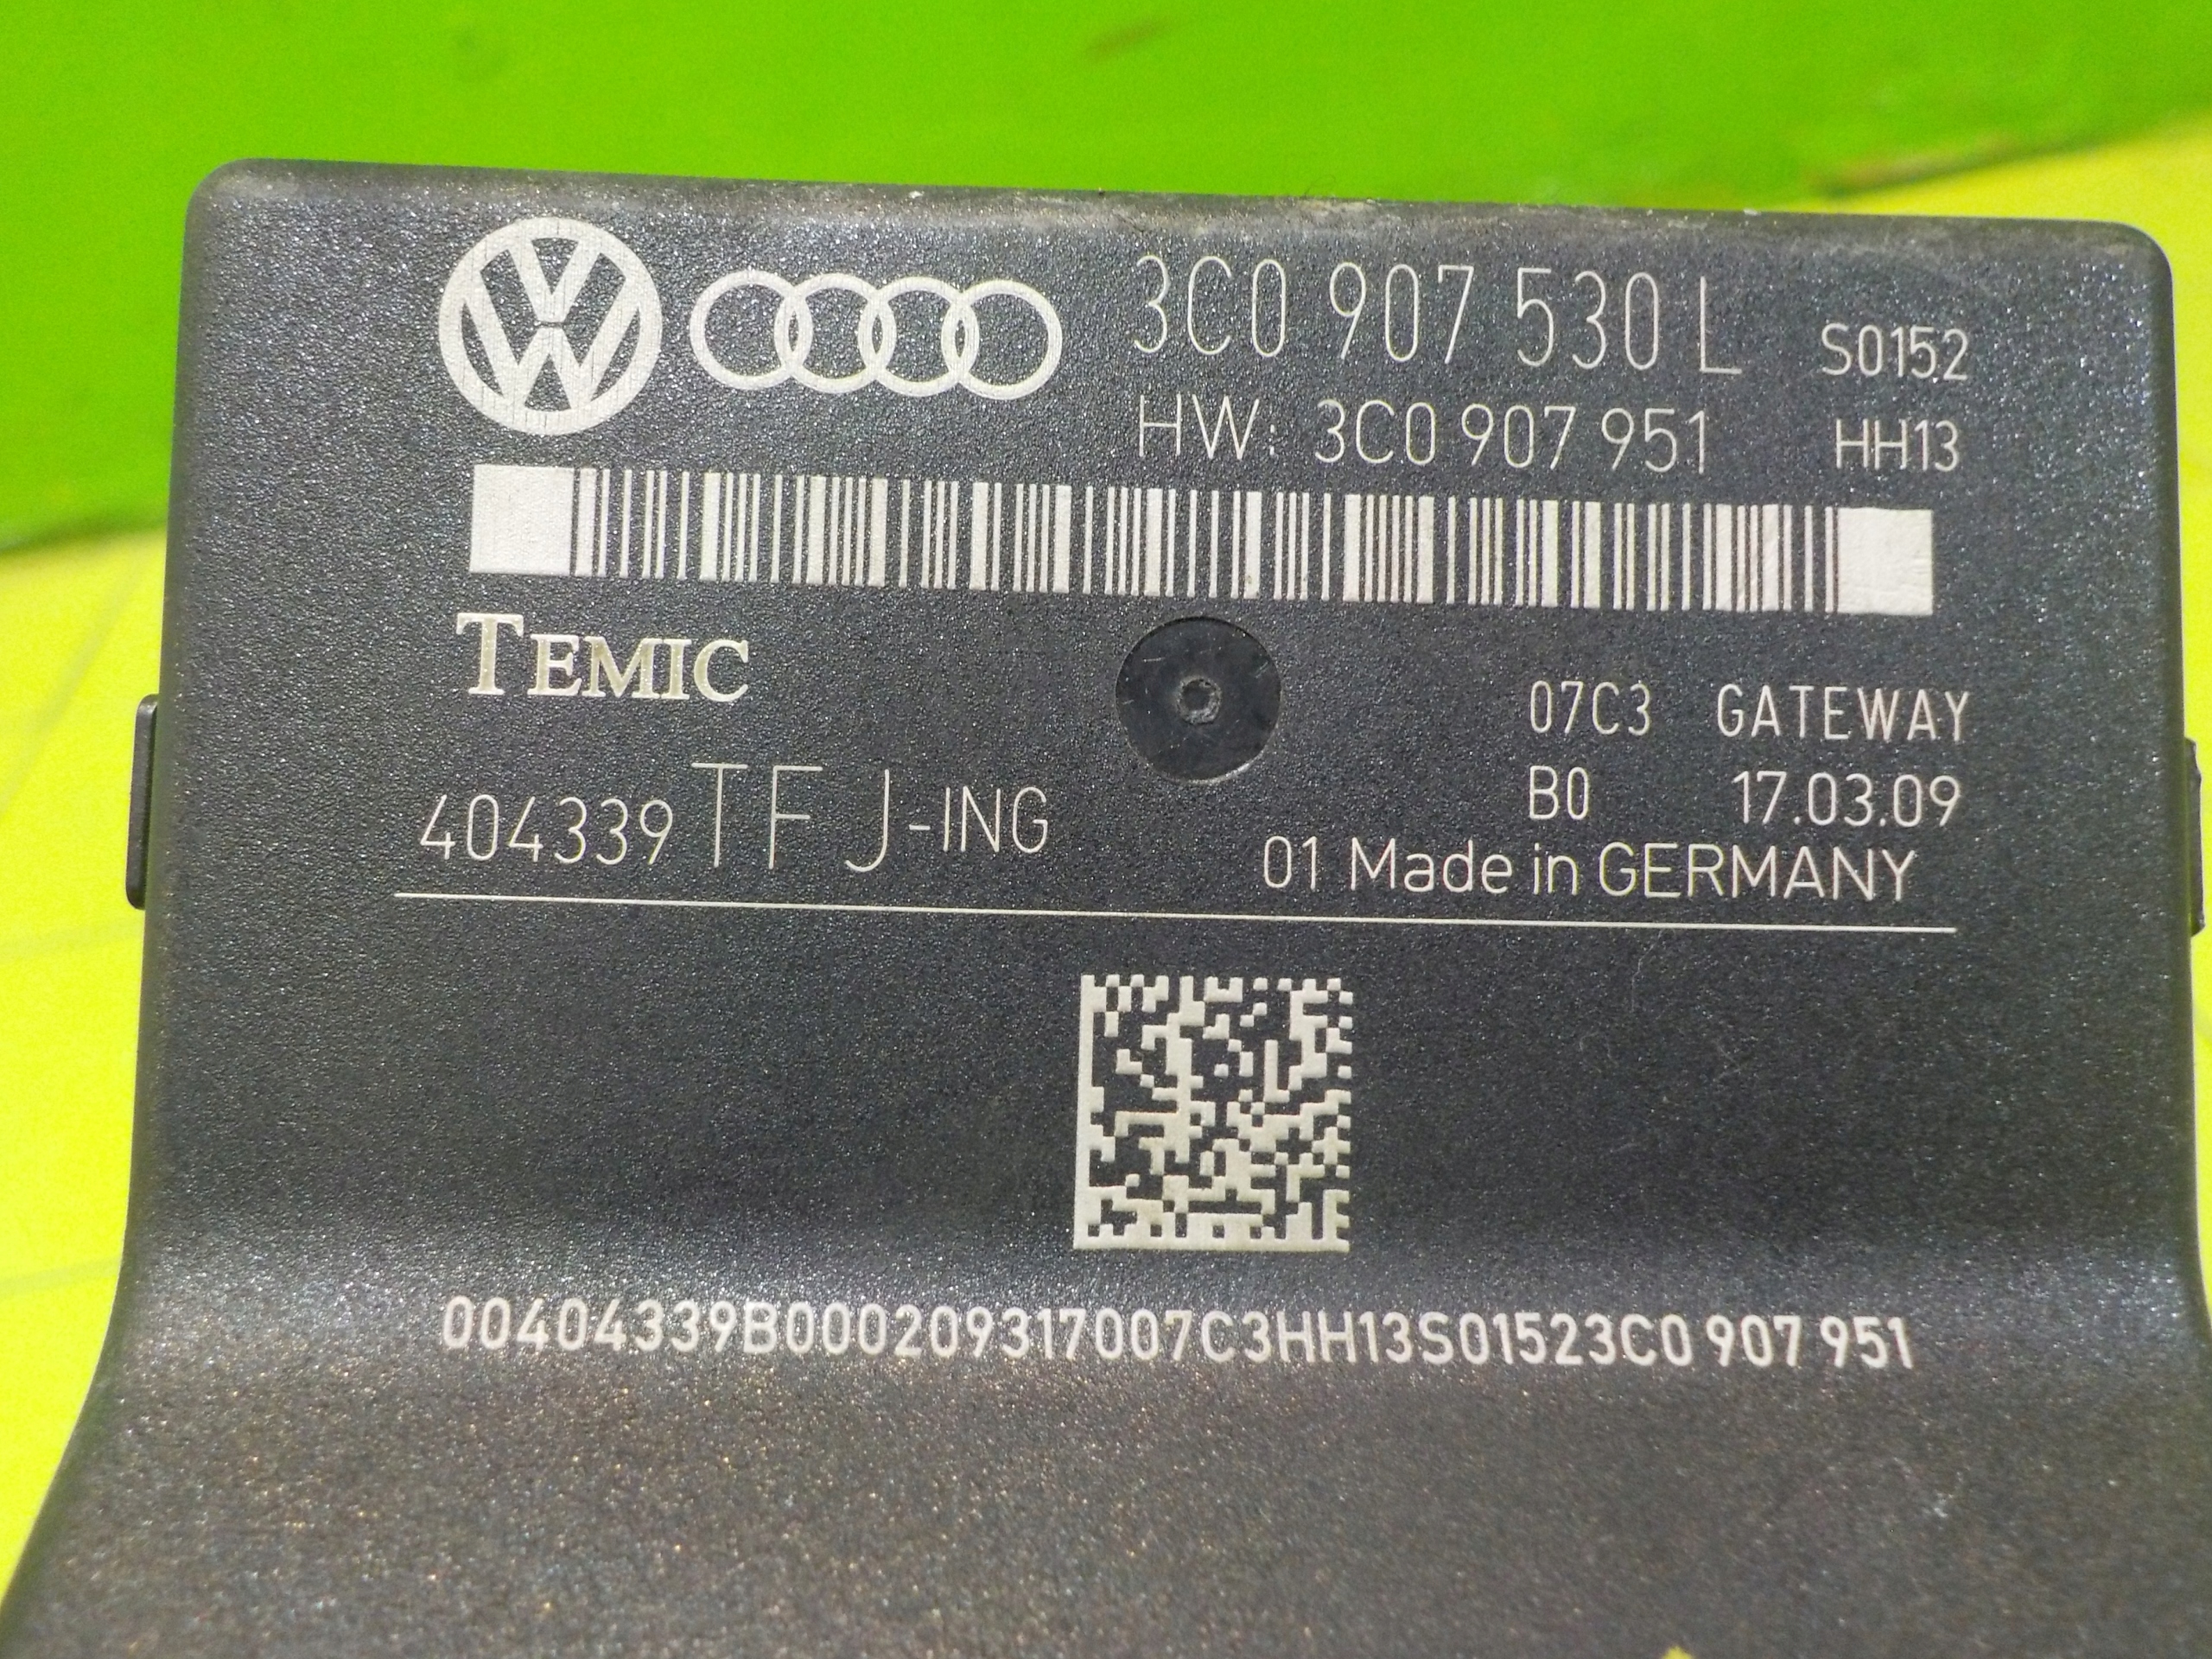 3C0 907 530 L S0152
HW: 3C0 907 951 HH13
TEMIC
07C3 GATEWAY
404339 TFJ-ING B0 17.03.09
01 Made in GERMANY
00404339B000209317007C3HH13S01523C0 907 951